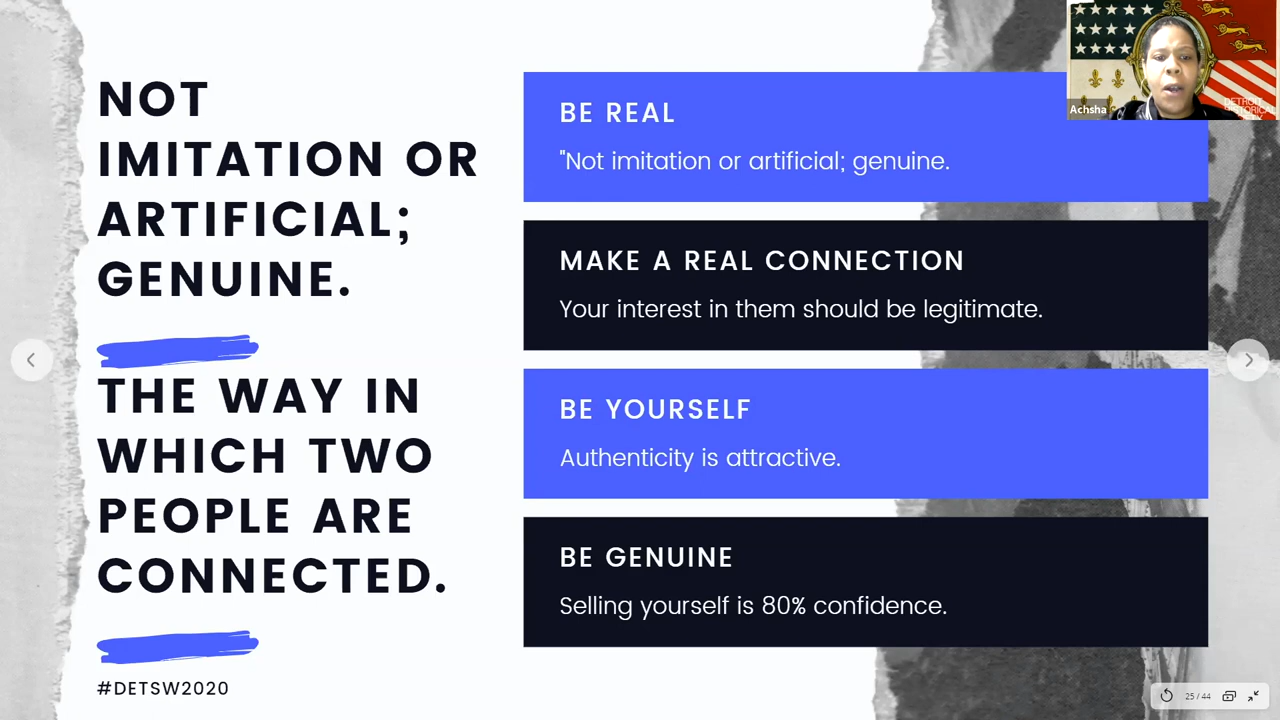 NOT
IMITATION OR
ARTIFICIAL;
GENUINE.
THE WAY IN
WHICH TWO
PEOPLE ARE
CONNECTED.
#DETSW2020
BE REAL
"Not imitation or artificial; genuine.
MAKE A REAL CONNECTION
Your interest in them should be legitimate.
BE YOURSELF
Authenticity is attractive.
BE GENUINE
Selling yourself is 80% confidence.
Achsha
DETROIT
HISTORICAL
25 / 44